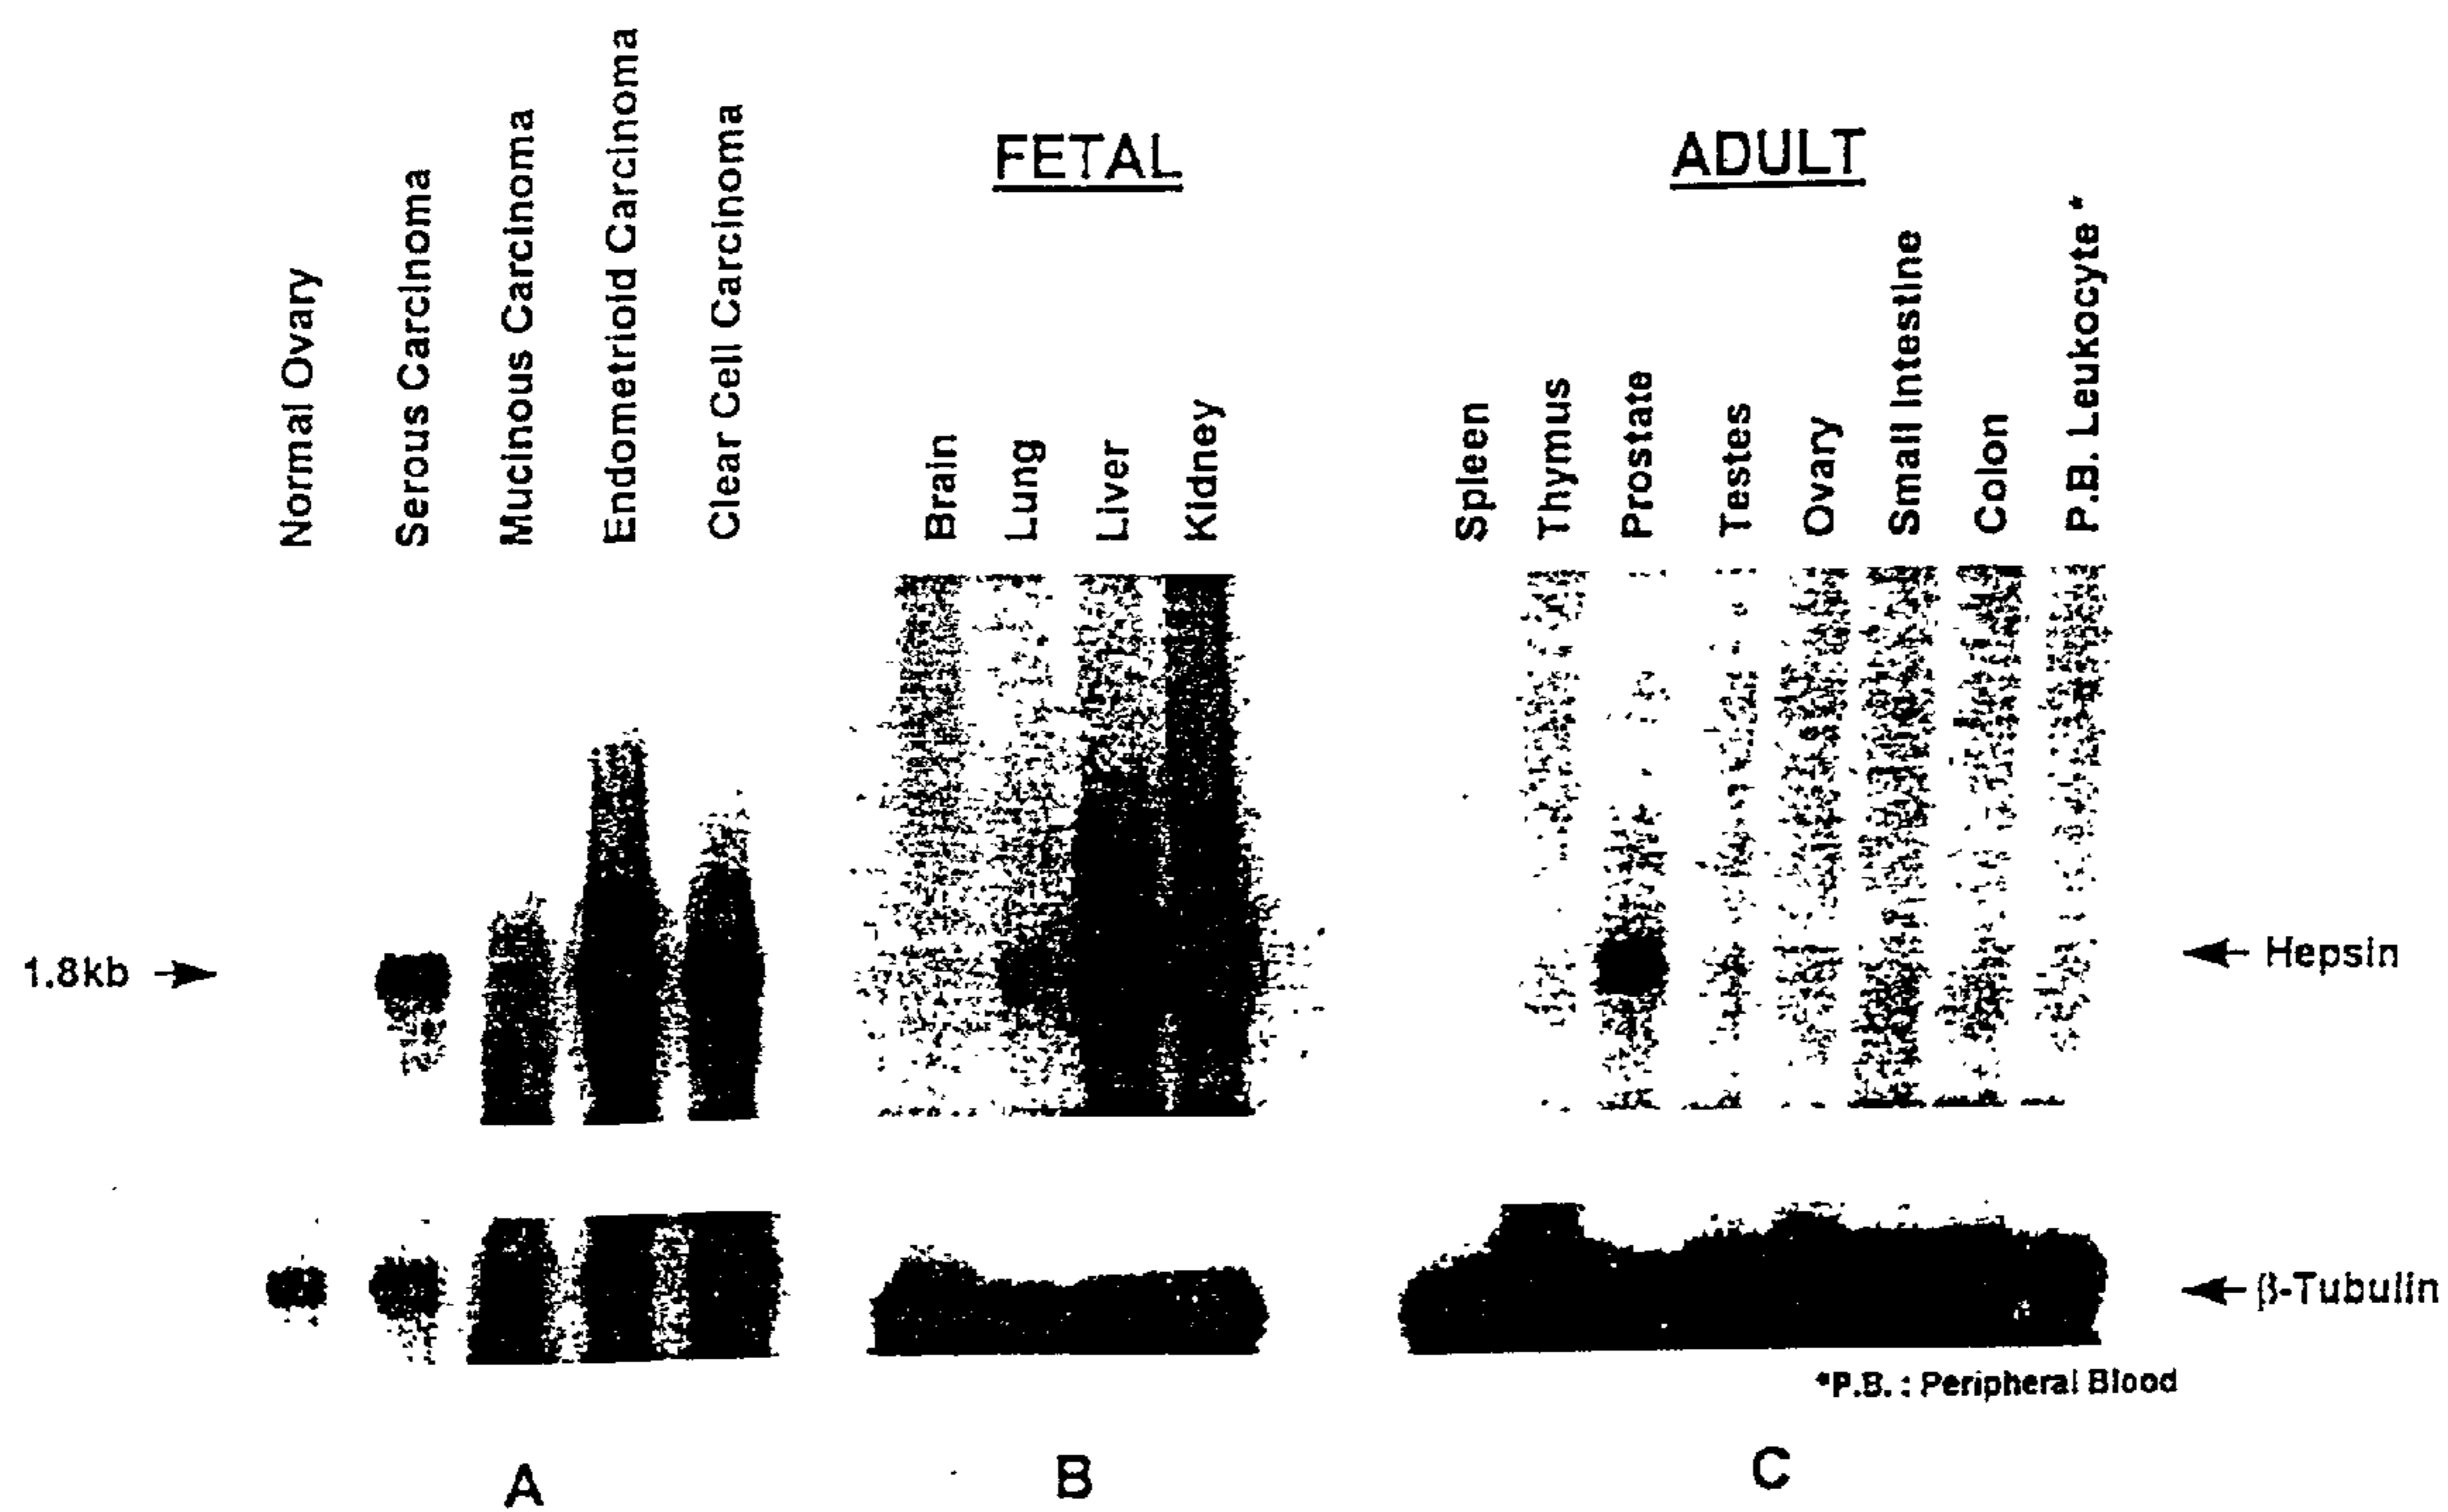 Normal Ovary
Serous Carcinoma
Mucinous Carcinoma
Endometrioid Carcinoma
Clear Cell Carcinoma
FETAL
Brain
Lung
Liver
Kidney
ADULT
Spleen
Thymus
Prostate
Testes
Ovary
Small Intestine
Colon
P.B. Leukocyte*
1.8kb
Hepsin
β-Tubulin
*P.B. : Peripheral Blood
A
B
C